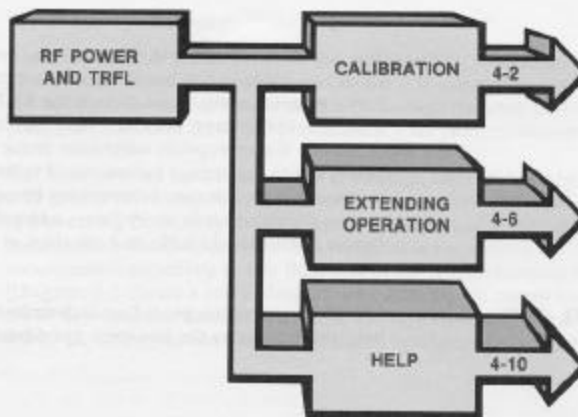 RF POWER
AND TRFL
CALIBRATION
4-2
EXTENDING
OPERATION
4-6
HELP
4-10